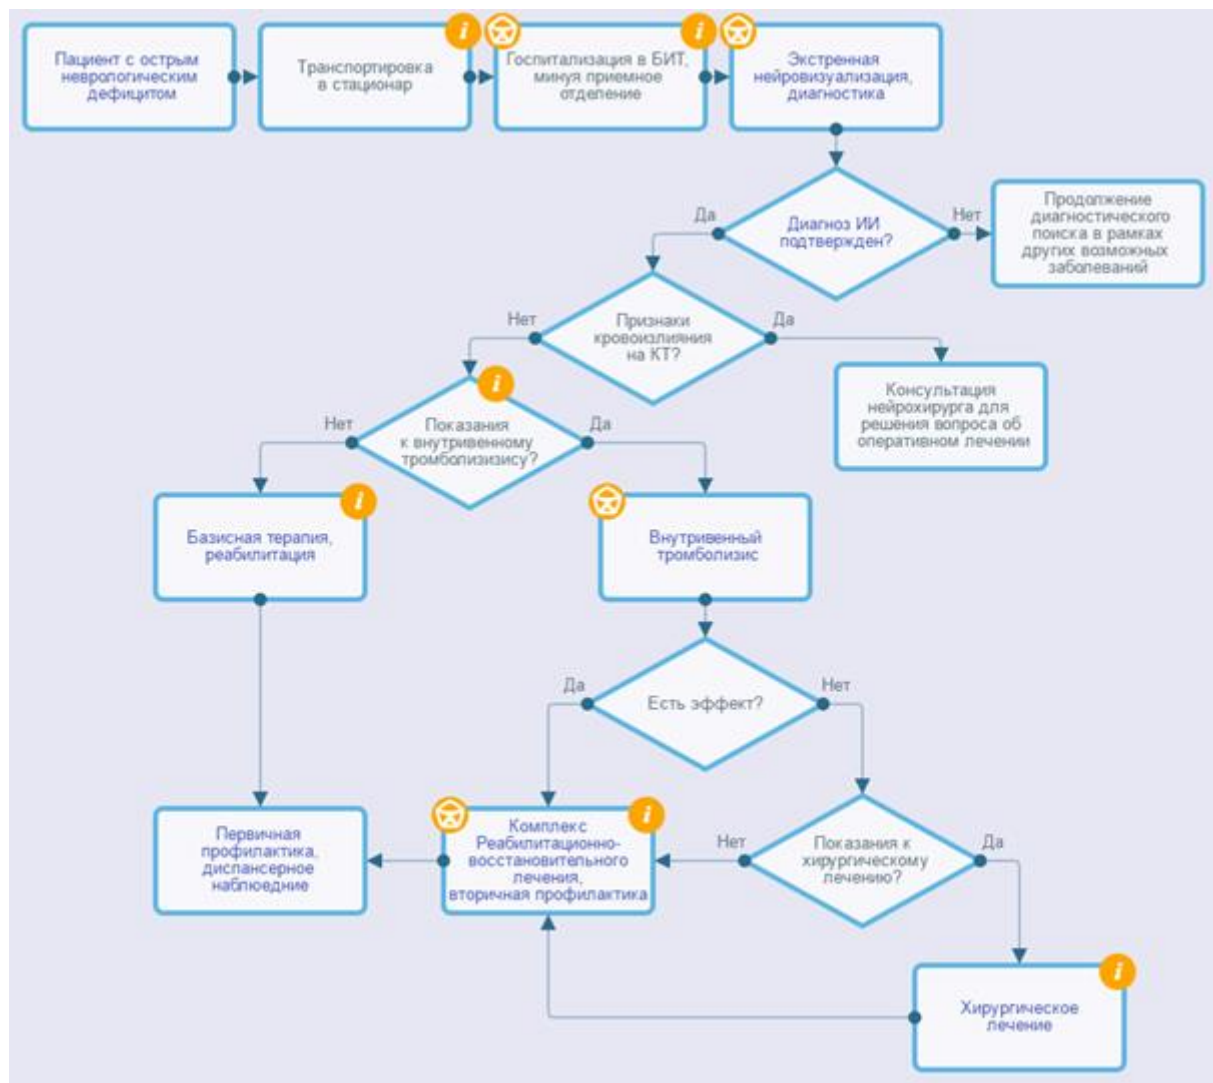 Пациент с острым
неврологическим
дефицитом
Транспортировка
в стационар
i
Госпитализация в БИТ,
минуя приемное
отделение
i
Экстренная
нейровизуализация,
диагностика
Диагноз ИИ
подтвержден?
Да
Нет
Продолжение
диагностического
поиска в рамках
других возможных
заболеваний
Признаки
кровоизлияния
на КТ?
Нет
Да
Консультация
нейрохирурга для
решения вопроса об
оперативном лечении
i
Показания
к внутривенному
тромболизизису?
Нет
Да
i
Базисная терапия,
реабилитация
Внутривенный
тромболизис
Есть эффект?
Да
Нет
Первичная
профилактика,
диспансерное
наблюедние
i
Комплекс
Реабилитационно-
восстановительного
лечения,
вторичная профилактика
Нет
Показания к
хирургическому
лечению?
Да
i
Хирургическое
лечение